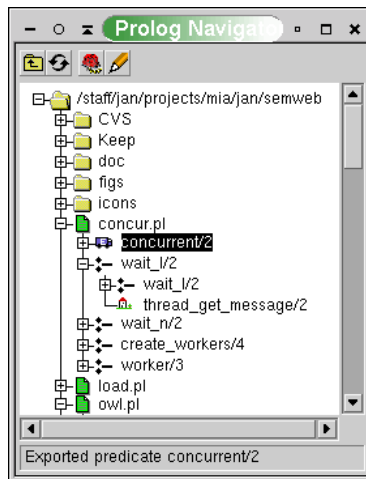 Prolog Navigato
/staff/jan/projects/mia/jan/semweb
CVS
Keep
doc
figs
icons
concur.pl
concurrent/2
wait_l/2
wait_l/2
thread_get_message/2
wait_n/2
create_workers/4
worker/3
load.pl
owl.pl
Exported predicate concurrent/2